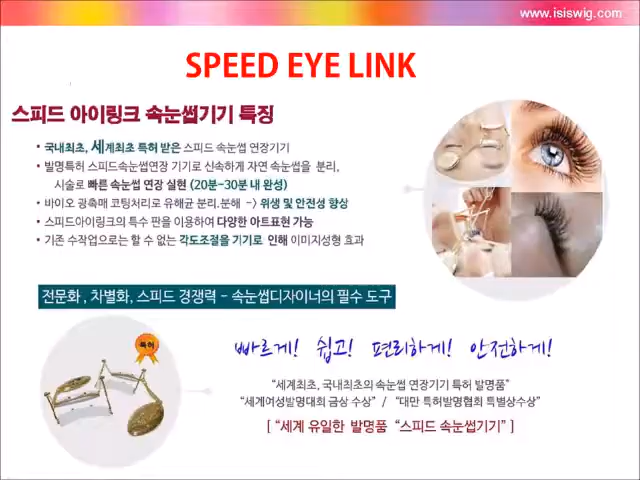 www.isiswig.com
SPEED EYE LINK
스피드 아이링크 속눈썹기기 특징
• 국내최초, 세계최초 특허 받은 스피드 속눈썹 연장기기
• 발명특허 스피드속눈썹연장 기기로 신속하게 자연 속눈썹을 분리,
시술로 빠른 속눈썹 연장 실현 (20분-30분 내 완성)
• 바이오 광촉매 코팅처리로 유해균 분리.분해 -> 위생 및 안전성 향상
• 스피드아이링크의 특수 판을 이용하여 다양한 아트표현 가능
• 기존 수작업으로는 할 수 없는 각도조절을 기기로 인해 이미지성형 효과
전문화 , 차별화, 스피드 경쟁력 - 속눈썹디자이너의 필수 도구
특허
빠르게! 쉽고! 편리하게! 안전하게!
“세계최초, 국내최초의 속눈썹 연장기기 특허 발명품”
“세계여성발명대회 금상 수상” / “대만 특허발명협회 특별상수상”
[ “세계 유일한 발명품 “스피드 속눈썹기기” ]